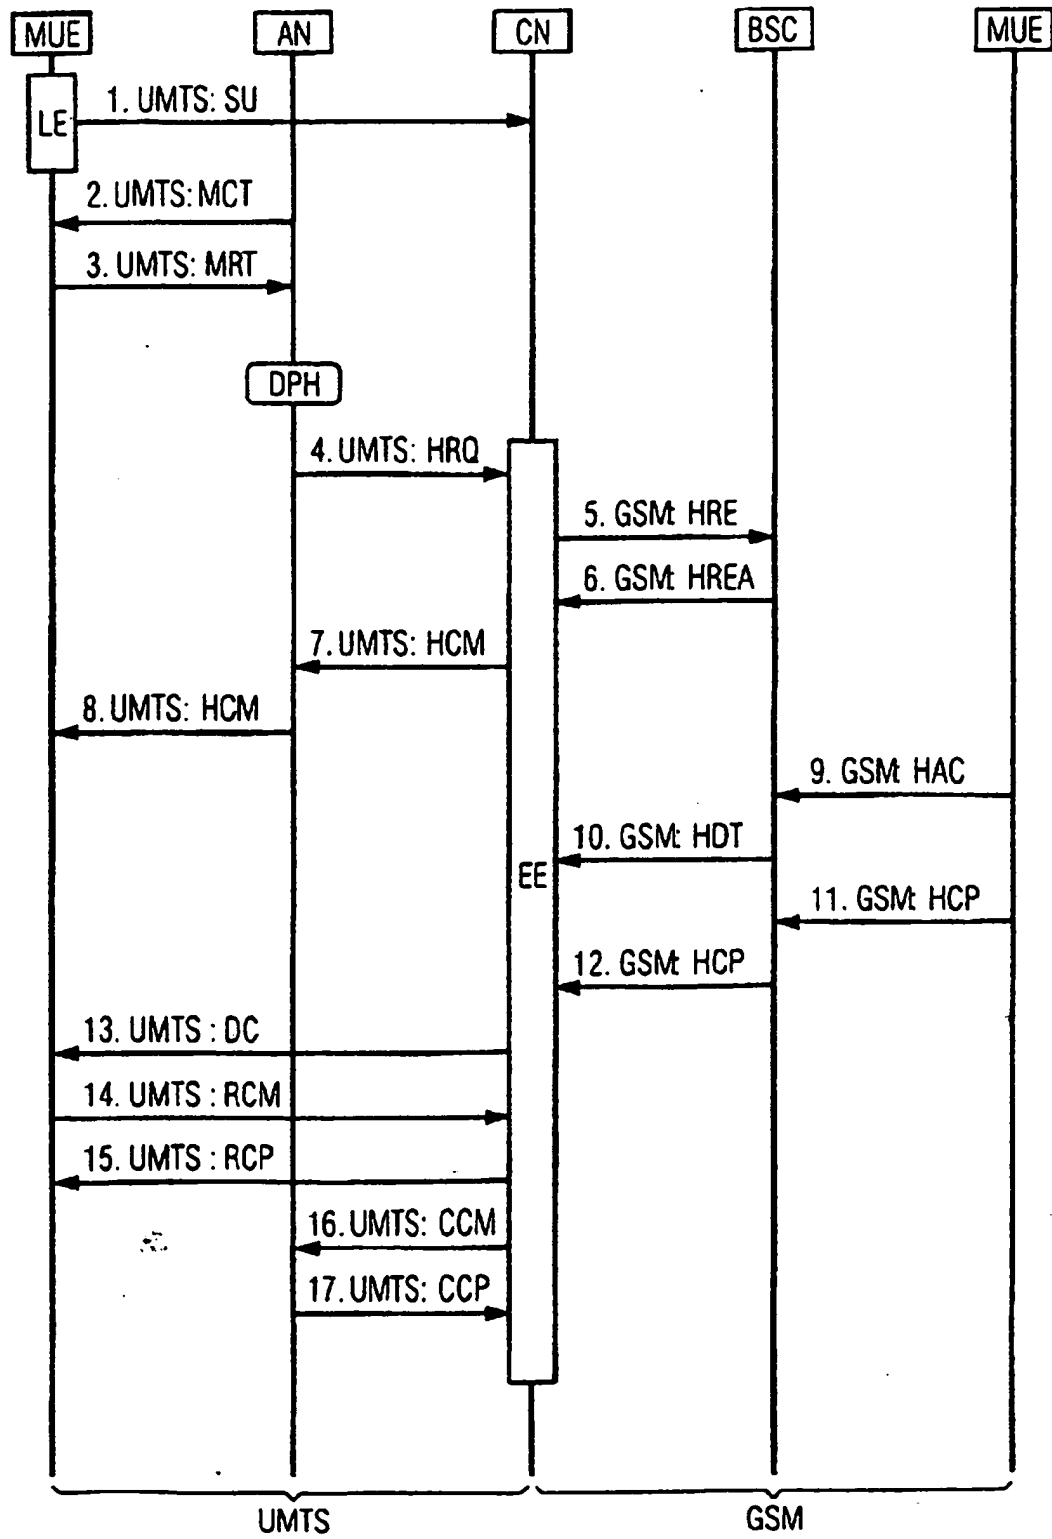 MUE AN CN BSC MUE
LE
1. UMTS: SU
2. UMTS: MCT
3. UMTS: MRT
DPH
4. UMTS: HRQ
5. GSM: HRE
6. GSM: HREA
7. UMTS: HCM
8. UMTS: HCM
9. GSM: HAC
10. GSM: HDT
EE
11. GSM: HCP
12. GSM: HCP
13. UMTS : DC
14. UMTS : RCM
15. UMTS : RCP
16. UMTS: CCM
17. UMTS: CCP
UMTS GSM